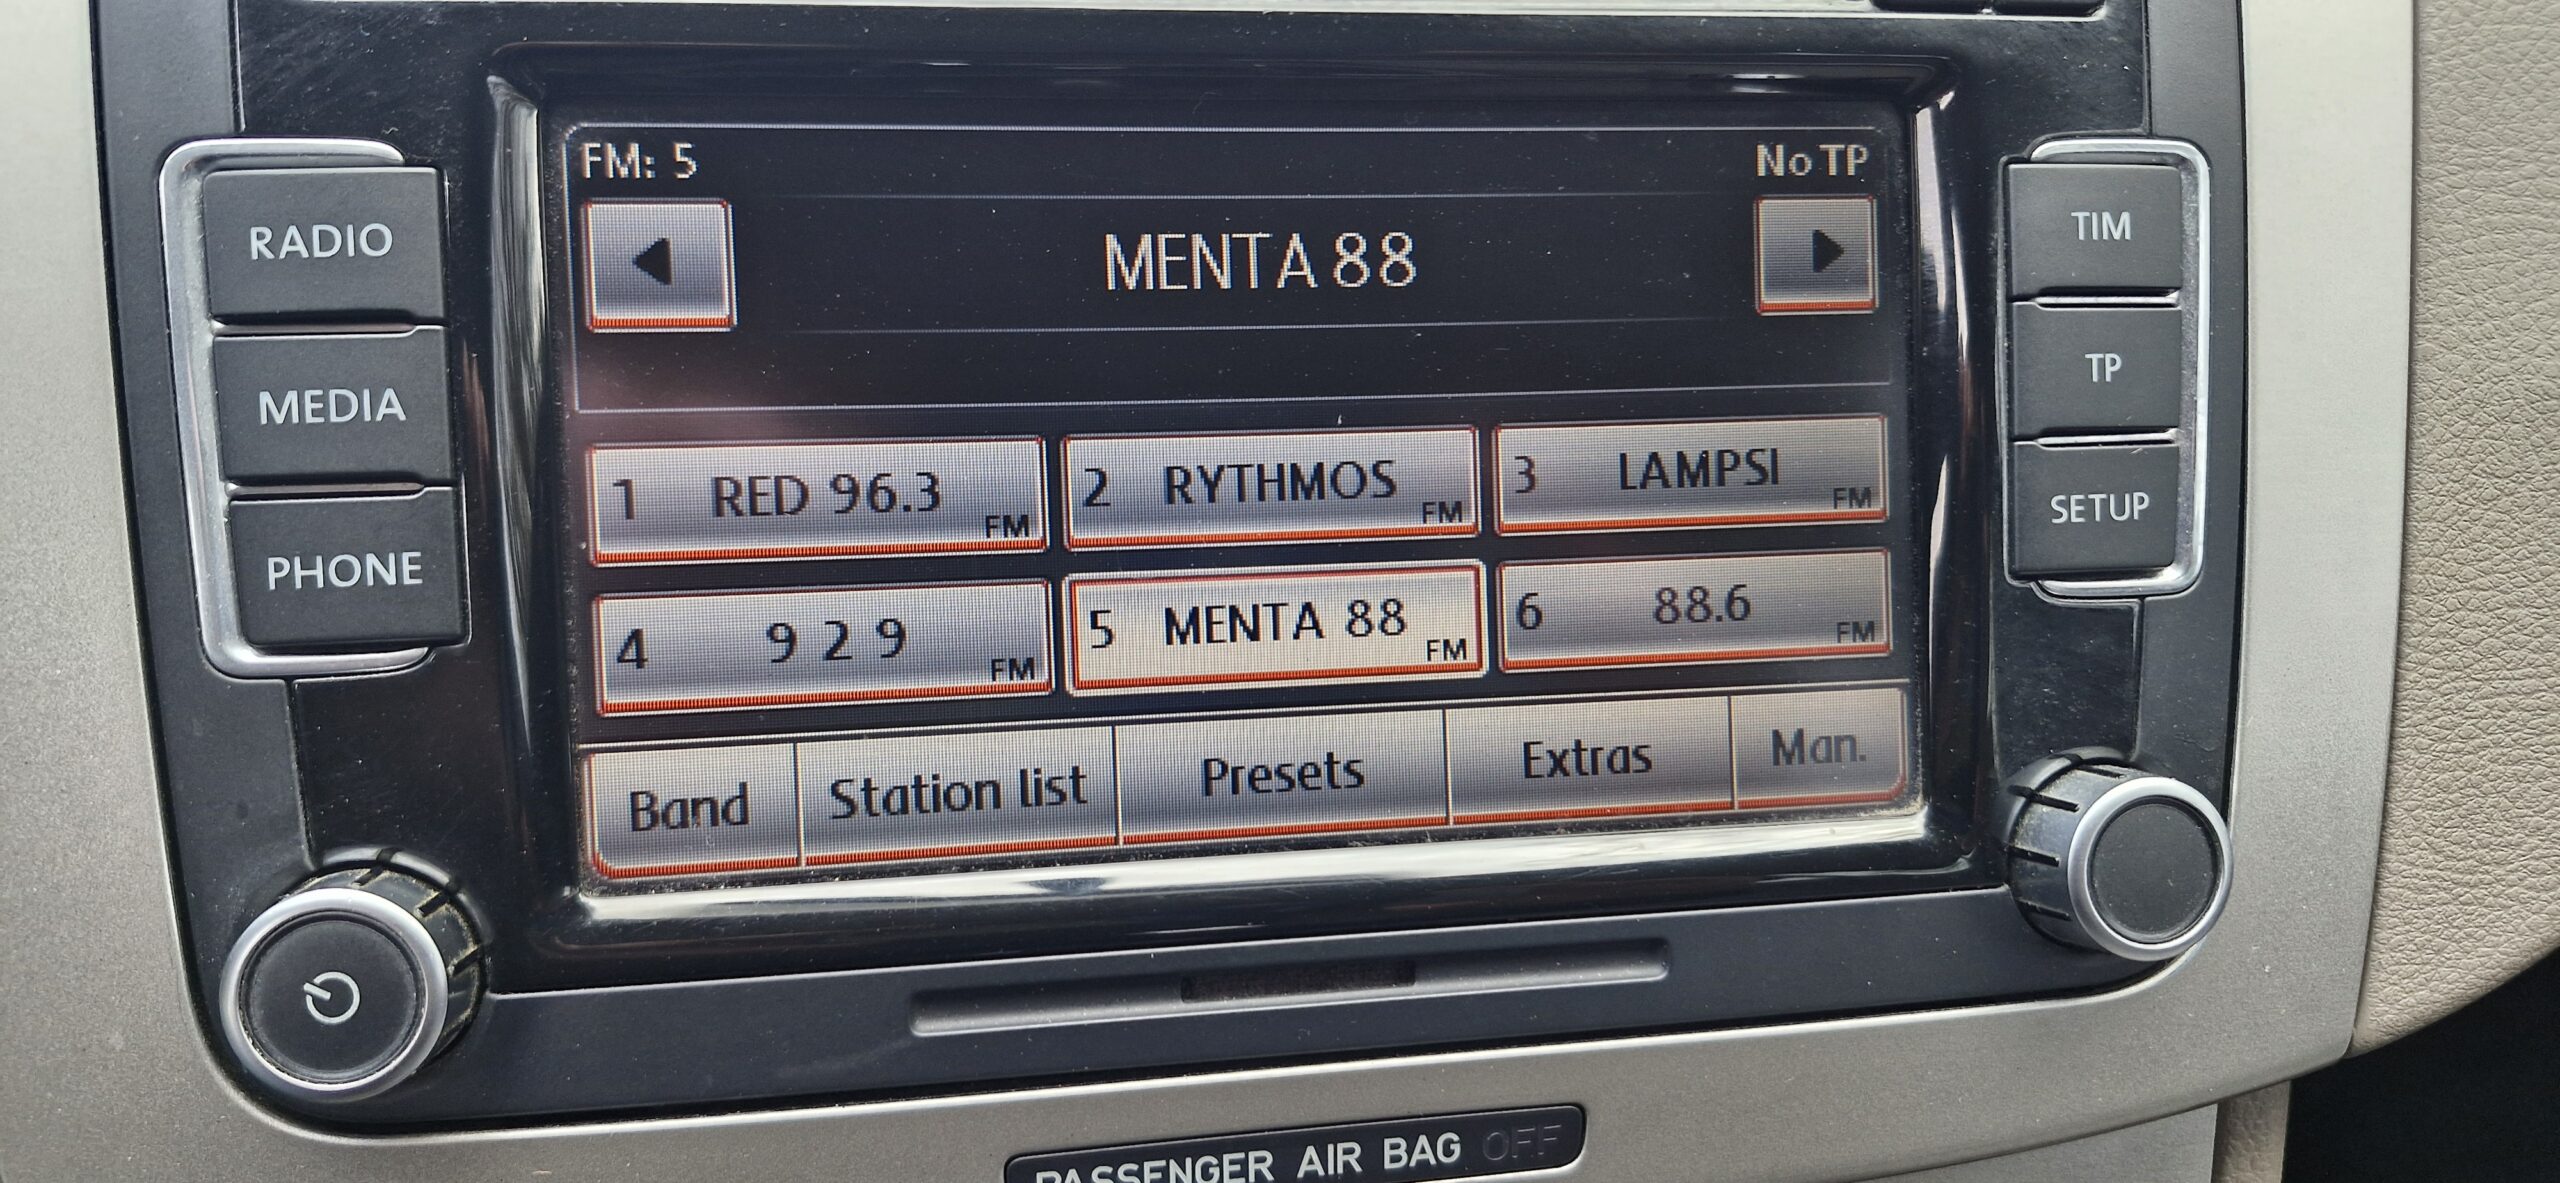 FM: 5
No TP
MENTA 88
RADIO
MEDIA
PHONE
TIM
TP
SETUP
1 RED 96.3 FM
2 RYTHMOS FM
3 LAMPSI FM
4 9 2 9 FM
5 MENTA 88 FM
6 88.6 FM
Band
Station list
Presets
Extras
Man.
PASSENGER AIR BAG OFF